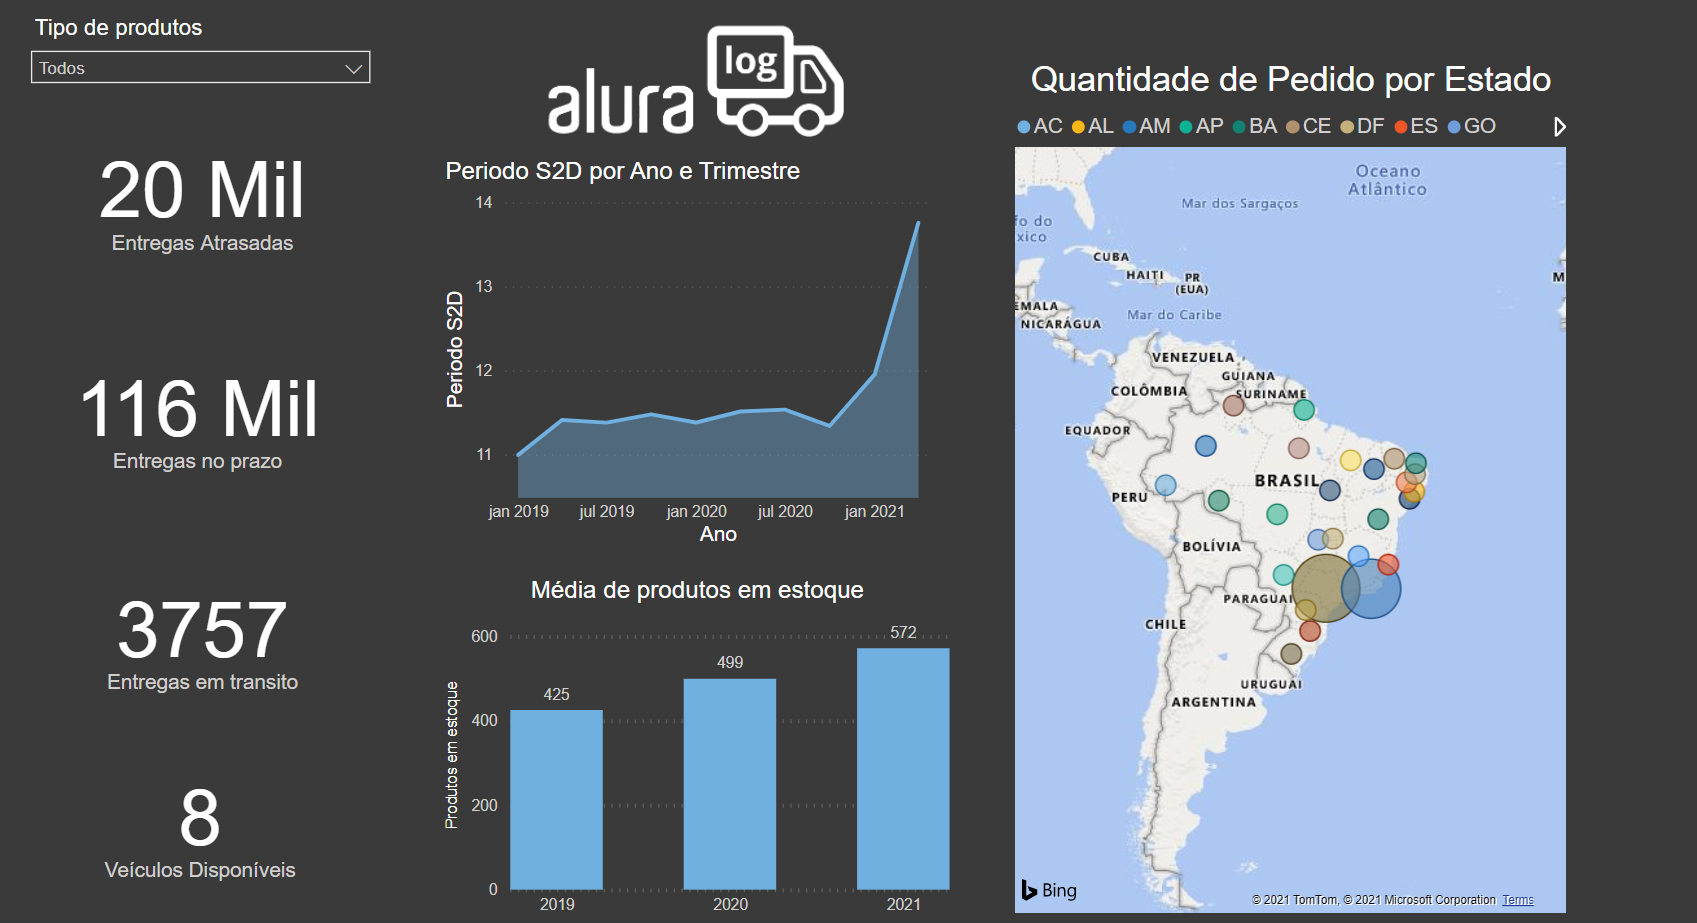 Tipo de produtos
Todos
20 Mil
Entregas Atrasadas
116 Mil
Entregas no prazo
3757
Entregas em transito
8
Veículos Disponíveis
alura log
Periodo S2D por Ano e Trimestre
Periodo S2D
14
13
12
11
jan 2019 jul 2019 jan 2020 jul 2020 jan 2021
Ano
Média de produtos em estoque
Produtos em estoque
600
400
200
0
425
499
572
2019 2020 2021
Quantidade de Pedido por Estado
AC AL AM AP BA CE DF ES GO
Oceano
Atlântico
Mar dos Sargaços
fo do
xico
CUBA
HAITI
PR
(EUA)
M
EMALA
NICARÁGUA
Mar do Caribe
VENEZUELA
GUIANA
COLÔMBIA
SURINAME
EQUADOR
BRASIL
PERU
BOLÍVIA
PARAGUAI
CHILE
URUGUAI
ARGENTINA
Bing
© 2021 TomTom, © 2021 Microsoft Corporation Terms